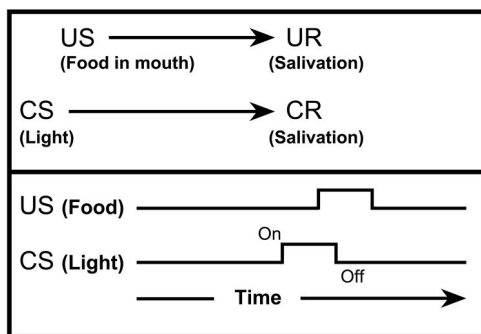 US UR
(Food in mouth) (Salivation)
CS CR
(Light) (Salivation)
US (Food)
On
CS (Light)
Off
Time